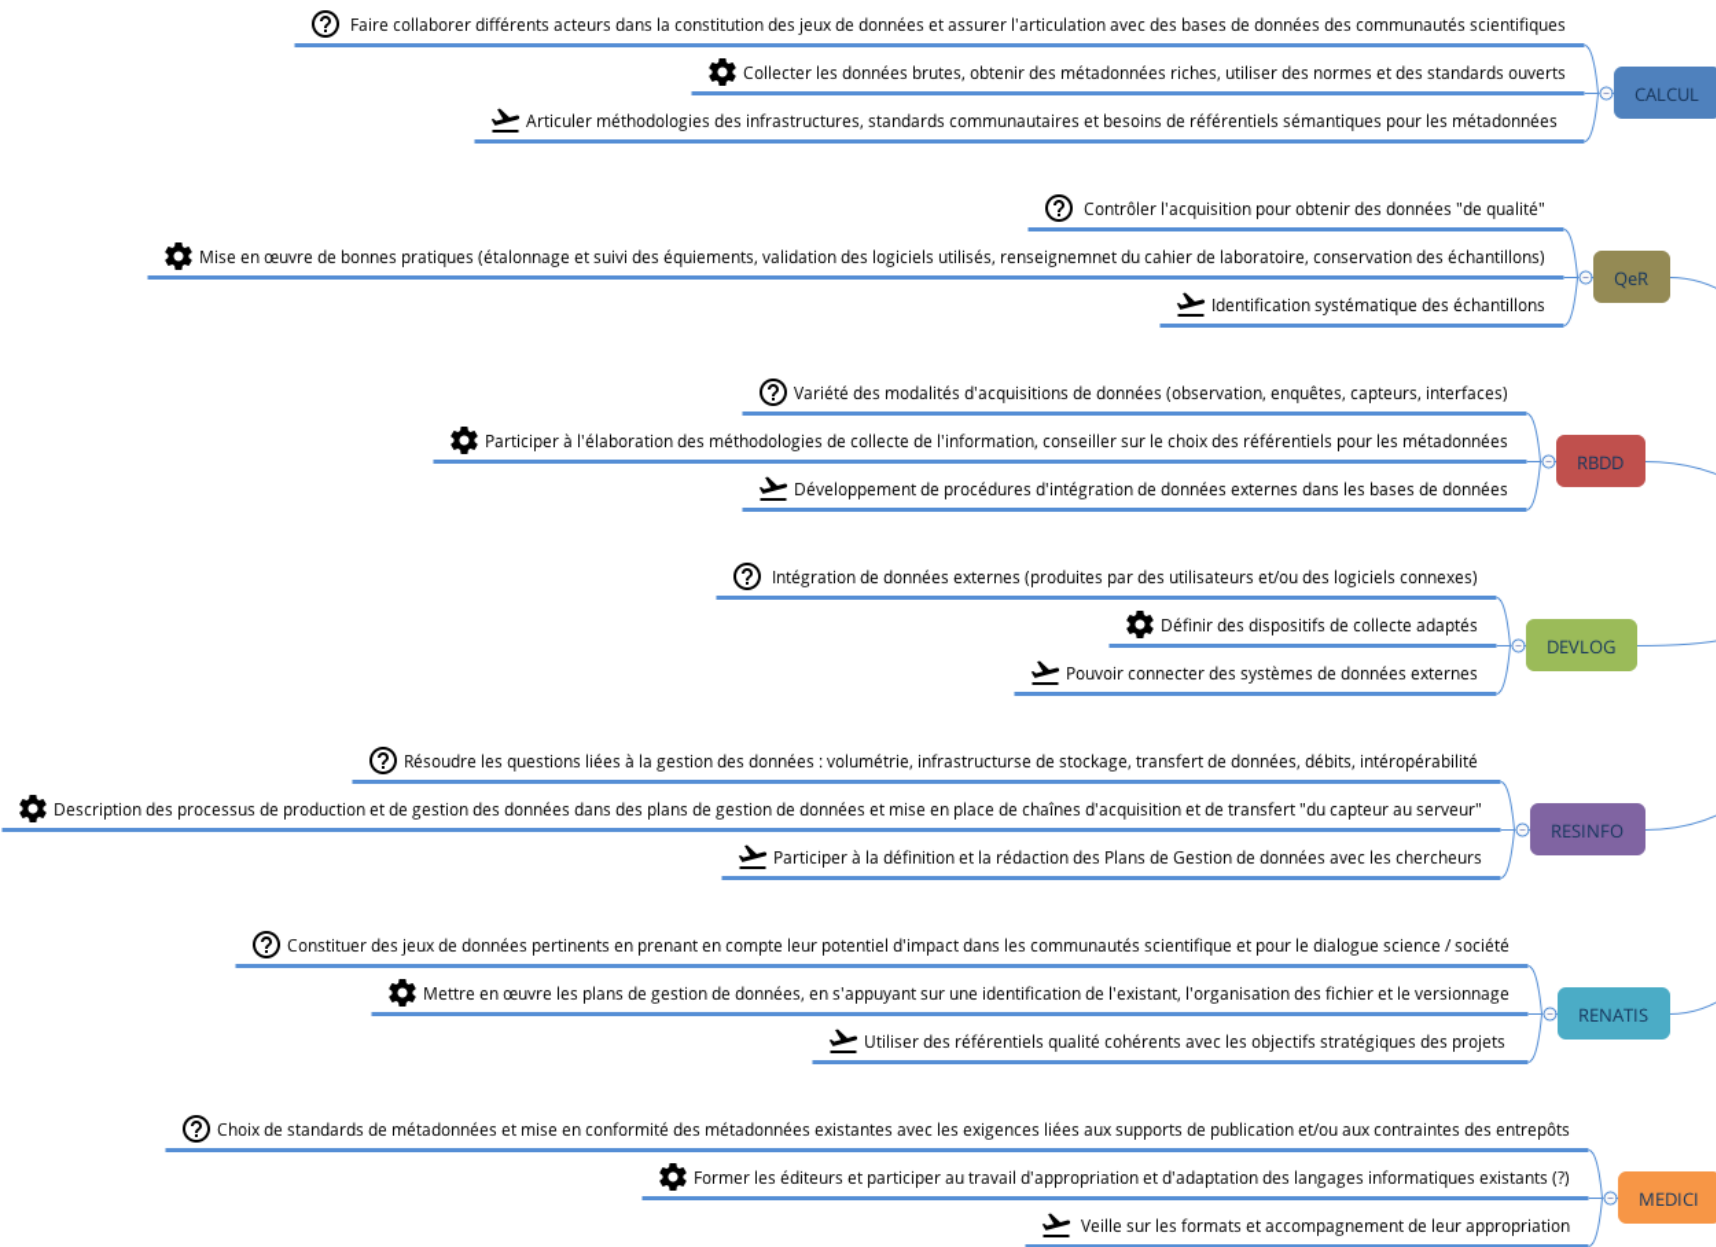 Faire collaborer différents acteurs dans la constitution des jeux de données et assurer l'articulation avec des bases de données des communautés scientifiques
Collecter les données brutes, obtenir des métadonnées riches, utiliser des normes et des standards ouverts
CALCUL
Articuler méthodologies des infrastructures, standards communautaires et besoins de référentiels sémantiques pour les métadonnées
Contrôler l'acquisition pour obtenir des données "de qualité"
Mise en œuvre de bonnes pratiques (étalonnage et suivi des équiements, validation des logiciels utilisés, renseignemnet du cahier de laboratoire, conservation des échantillons)
QeR
Identification systématique des échantillons
Variété des modalités d'acquisitions de données (observation, enquêtes, capteurs, interfaces)
Participer à l'élaboration des méthodologies de collecte de l'information, conseiller sur le choix des référentiels pour les métadonnées
RBDD
Développement de procédures d'intégration de données externes dans les bases de données
Intégration de données externes (produites par des utilisateurs et/ou des logiciels connexes)
Définir des dispositifs de collecte adaptés
DEVLOG
Pouvoir connecter des systèmes de données externes
Résoudre les questions liées à la gestion des données : volumétrie, infrastructurse de stockage, transfert de données, débits, intéropérabilité
Description des processus de production et de gestion des données dans des plans de gestion de données et mise en place de chaînes d'acquisition et de transfert "du capteur au serveur"
RESINFO
Participer à la définition et la rédaction des Plans de Gestion de données avec les chercheurs
Constituer des jeux de données pertinents en prenant en compte leur potentiel d'impact dans les communautés scientifique et pour le dialogue science / société
Mettre en œuvre les plans de gestion de données, en s'appuyant sur une identification de l'existant, l'organisation des fichier et le versionnage
RENATIS
Utiliser des référentiels qualité cohérents avec les objectifs stratégiques des projets
Choix de standards de métadonnées et mise en conformité des métadonnées existantes avec les exigences liées aux supports de publication et/ou aux contraintes des entrepôts
Former les éditeurs et participer au travail d'appropriation et d'adaptation des langages informatiques existants (?)
MEDICI
Veille sur les formats et accompagnement de leur appropriation